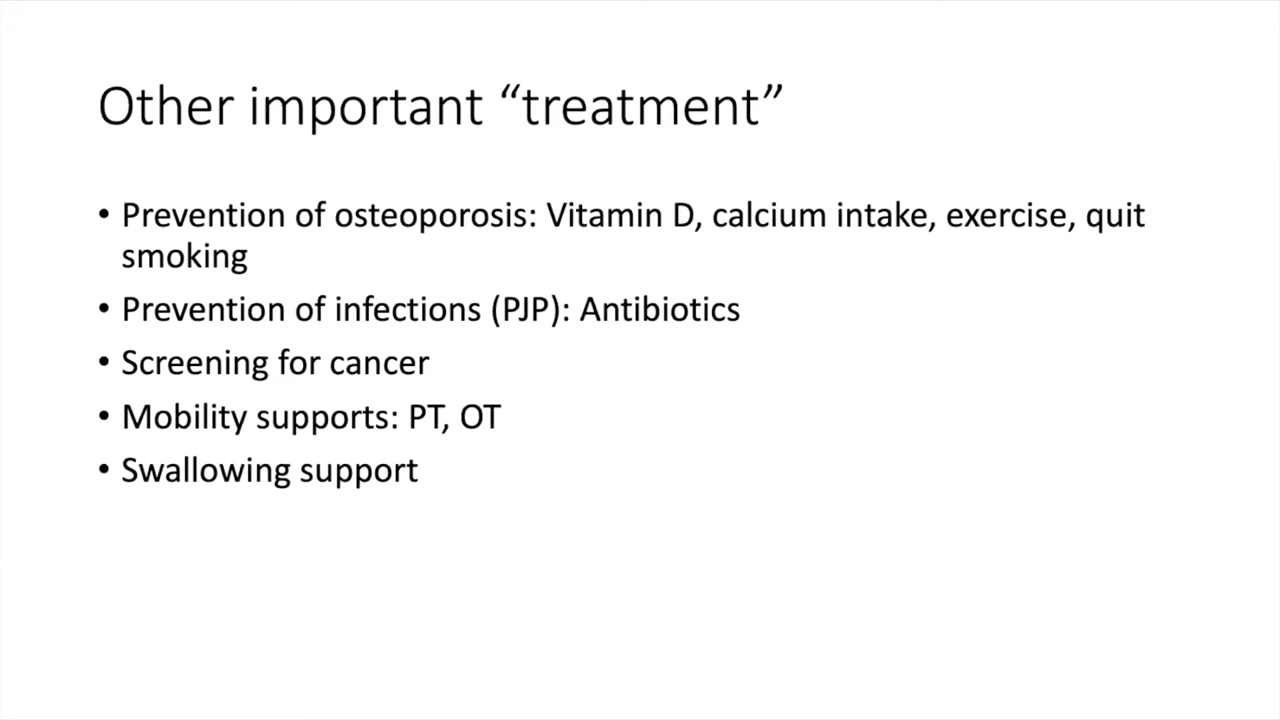 Other important “treatment”
• Prevention of osteoporosis: Vitamin D, calcium intake, exercise, quit
smoking
• Prevention of infections (PJP): Antibiotics
• Screening for cancer
• Mobility supports: PT, OT
• Swallowing support